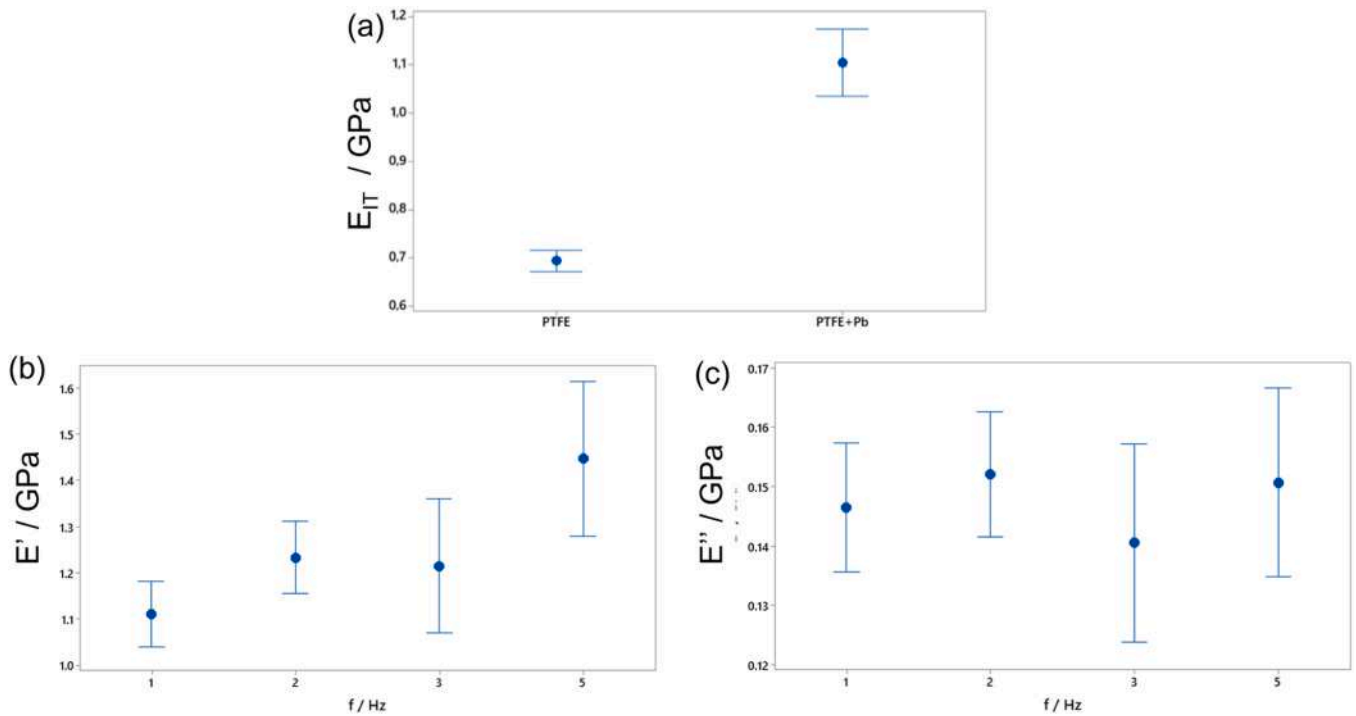 (a)
E_IT / GPa
1,2
1,1
1,0
0,9
0,8
0,7
0,6
PTFE
PTFE+Pb
(b)
E' / GPa
1.6
1.5
1.4
1.3
1.2
1.1
1.0
1
2
3
5
f / Hz
(c)
E'' / GPa
0.17
0.16
0.15
0.14
0.13
0.12
1
2
3
5
f / Hz